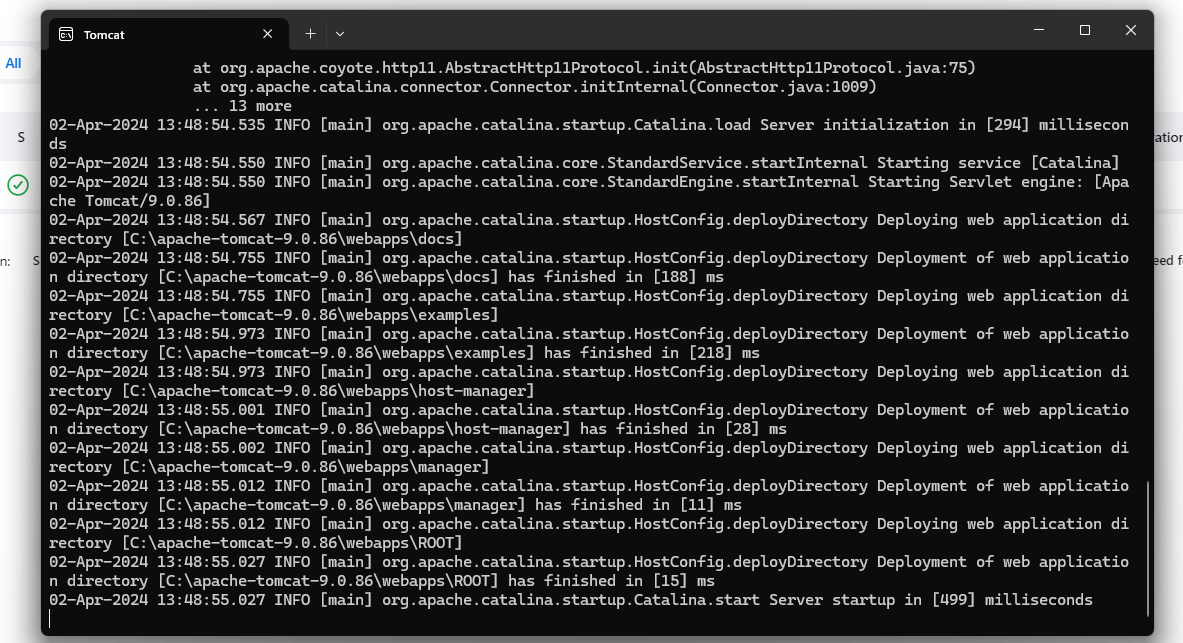 Tomcat
All
at org.apache.coyote.http11.AbstractHttp11Protocol.init(AbstractHttp11Protocol.java:75)
at org.apache.catalina.connector.Connector.initInternal(Connector.java:1009)
... 13 more
02-Apr-2024 13:48:54.535 INFO [main] org.apache.catalina.startup.Catalina.load Server initialization in [294] millisecon
ds
S
ration
02-Apr-2024 13:48:54.550 INFO [main] org.apache.catalina.core.StandardService.startInternal Starting service [Catalina]
02-Apr-2024 13:48:54.550 INFO [main] org.apache.catalina.core.StandardEngine.startInternal Starting Servlet engine: [Apa
che Tomcat/9.0.86]
02-Apr-2024 13:48:54.567 INFO [main] org.apache.catalina.startup.HostConfig.deployDirectory Deploying web application di
rectory [C:\apache-tomcat-9.0.86\webapps\docs]
02-Apr-2024 13:48:54.755 INFO [main] org.apache.catalina.startup.HostConfig.deployDirectory Deployment of web applicatio
n directory [C:\apache-tomcat-9.0.86\webapps\docs] has finished in [188] ms
n: S
eed f
02-Apr-2024 13:48:54.755 INFO [main] org.apache.catalina.startup.HostConfig.deployDirectory Deploying web application di
rectory [C:\apache-tomcat-9.0.86\webapps\examples]
02-Apr-2024 13:48:54.973 INFO [main] org.apache.catalina.startup.HostConfig.deployDirectory Deployment of web applicatio
n directory [C:\apache-tomcat-9.0.86\webapps\examples] has finished in [218] ms
02-Apr-2024 13:48:54.973 INFO [main] org.apache.catalina.startup.HostConfig.deployDirectory Deploying web application di
rectory [C:\apache-tomcat-9.0.86\webapps\host-manager]
02-Apr-2024 13:48:55.001 INFO [main] org.apache.catalina.startup.HostConfig.deployDirectory Deployment of web applicatio
n directory [C:\apache-tomcat-9.0.86\webapps\host-manager] has finished in [28] ms
02-Apr-2024 13:48:55.002 INFO [main] org.apache.catalina.startup.HostConfig.deployDirectory Deploying web application di
rectory [C:\apache-tomcat-9.0.86\webapps\manager]
02-Apr-2024 13:48:55.012 INFO [main] org.apache.catalina.startup.HostConfig.deployDirectory Deployment of web applicatio
n directory [C:\apache-tomcat-9.0.86\webapps\manager] has finished in [11] ms
02-Apr-2024 13:48:55.012 INFO [main] org.apache.catalina.startup.HostConfig.deployDirectory Deploying web application di
rectory [C:\apache-tomcat-9.0.86\webapps\ROOT]
02-Apr-2024 13:48:55.027 INFO [main] org.apache.catalina.startup.HostConfig.deployDirectory Deployment of web applicatio
n directory [C:\apache-tomcat-9.0.86\webapps\ROOT] has finished in [15] ms
02-Apr-2024 13:48:55.027 INFO [main] org.apache.catalina.startup.Catalina.start Server startup in [499] milliseconds